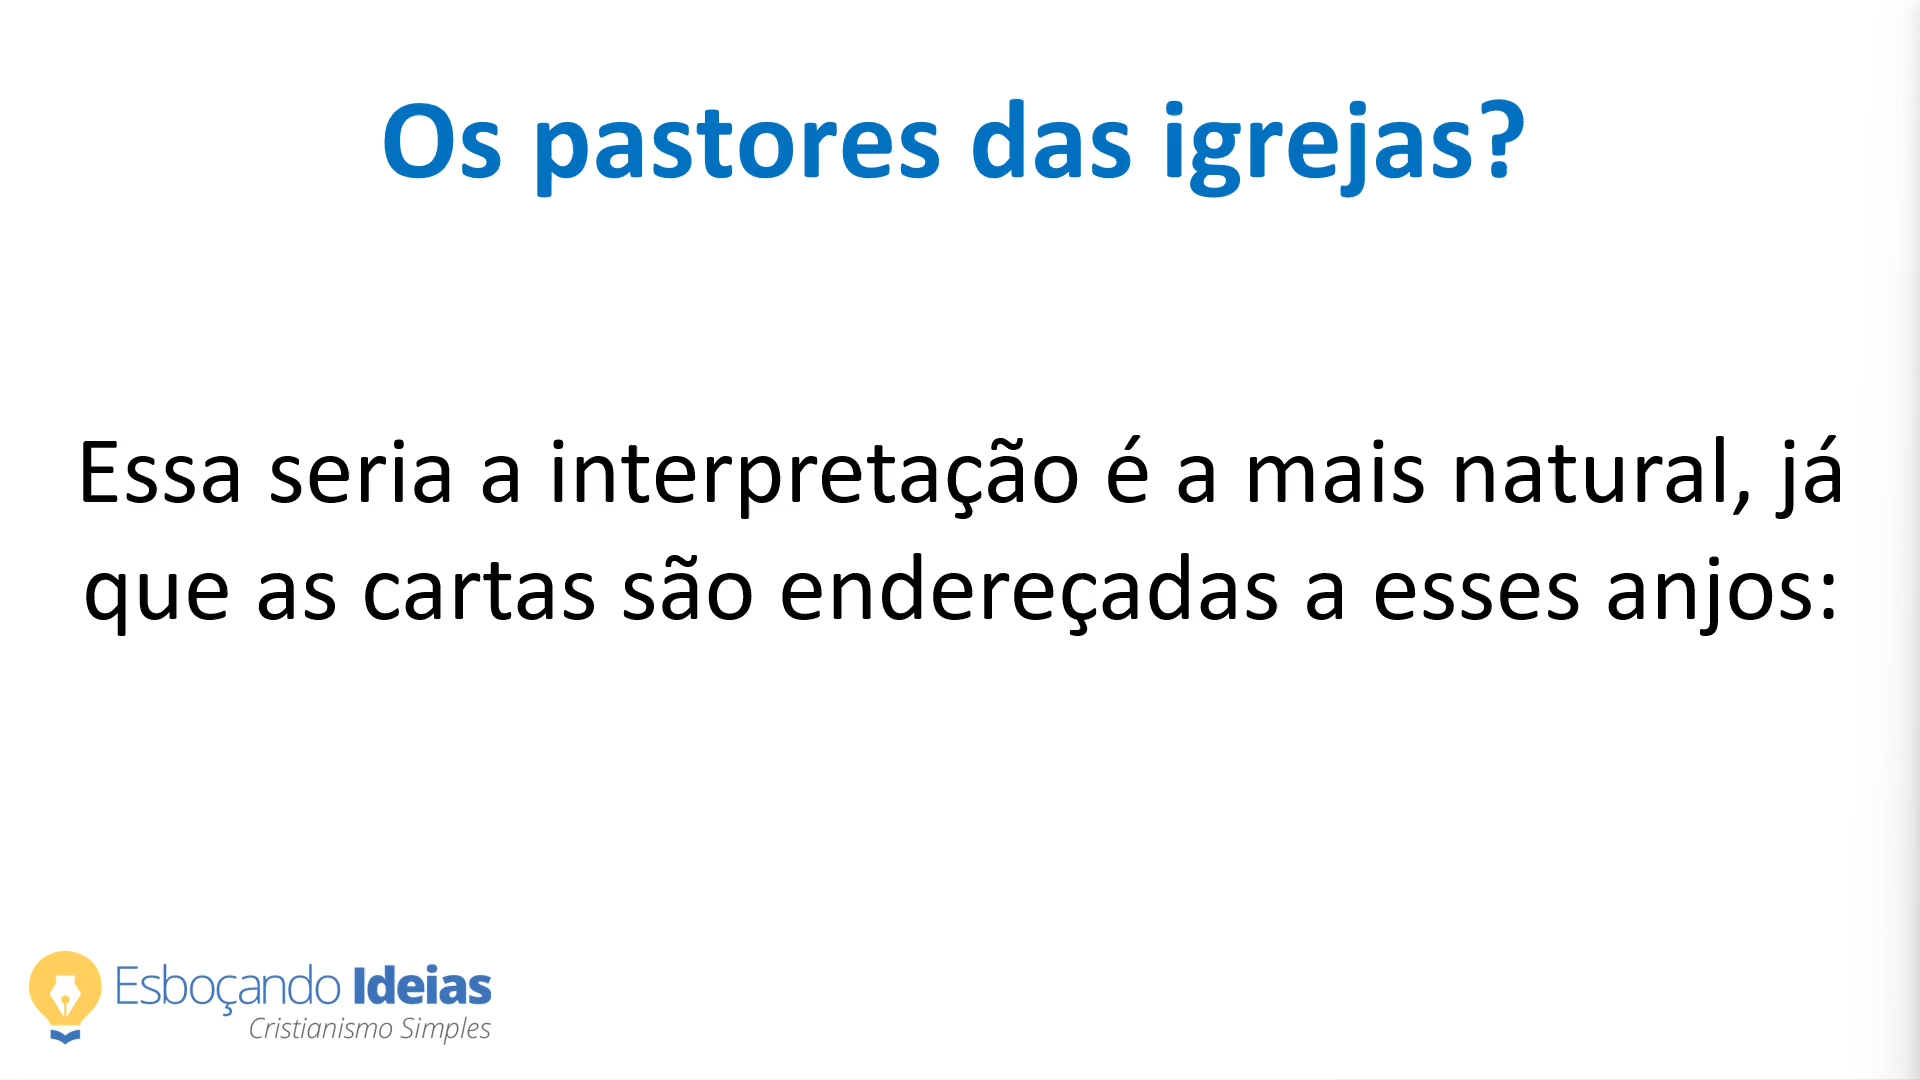 Os pastores das igrejas?
Essa seria a interpretação é a mais natural, já
que as cartas são endereçadas a esses anjos:
Esboçando Ideias
Cristianismo Simples